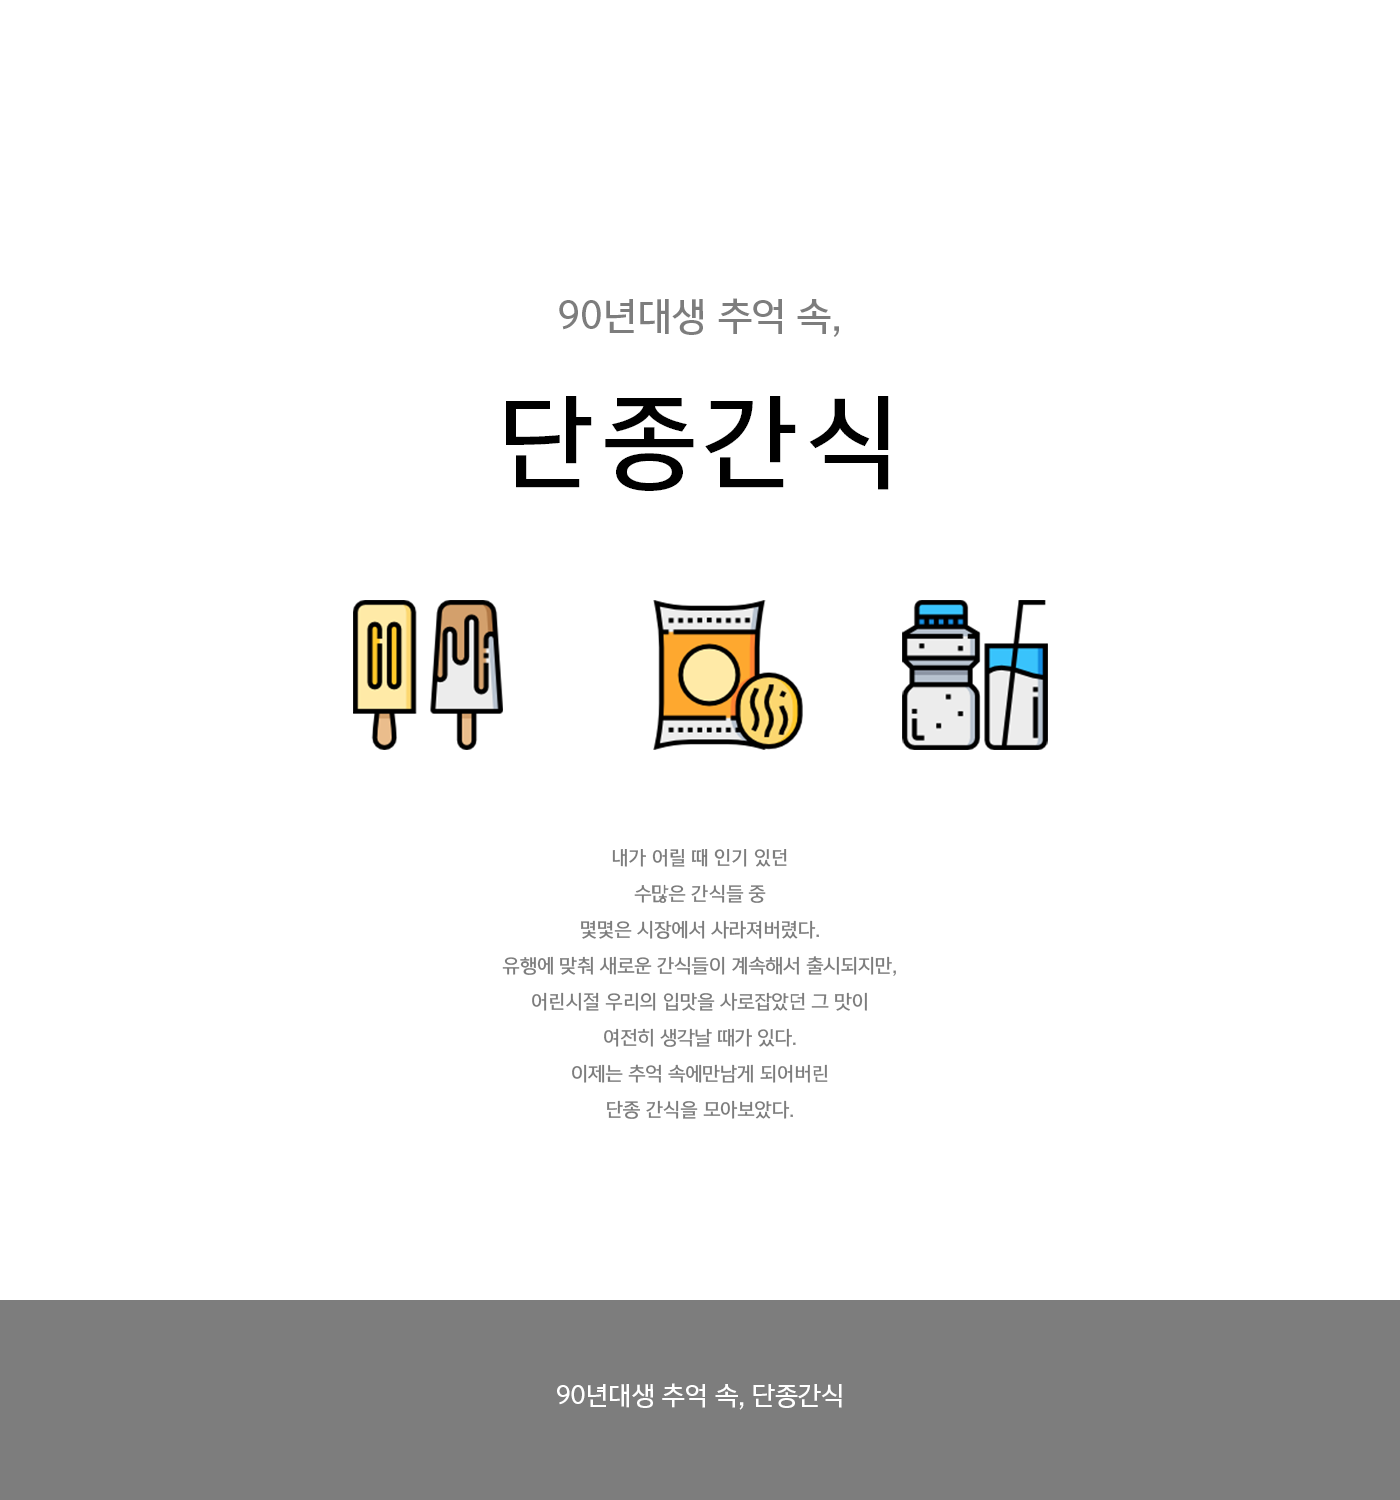 90년대생 추억 속,
단종간식
내가 어릴 때 인기 있던
수많은 간식들 중
몇몇은 시장에서 사라져버렸다.
유행에 맞춰 새로운 간식들이 계속해서 출시되지만,
어린시절 우리의 입맛을 사로잡았던 그 맛이
여전히 생각날 때가 있다.
이제는 추억 속에만남게 되어버린
단종 간식을 모아보았다.
90년대생 추억 속, 단종간식